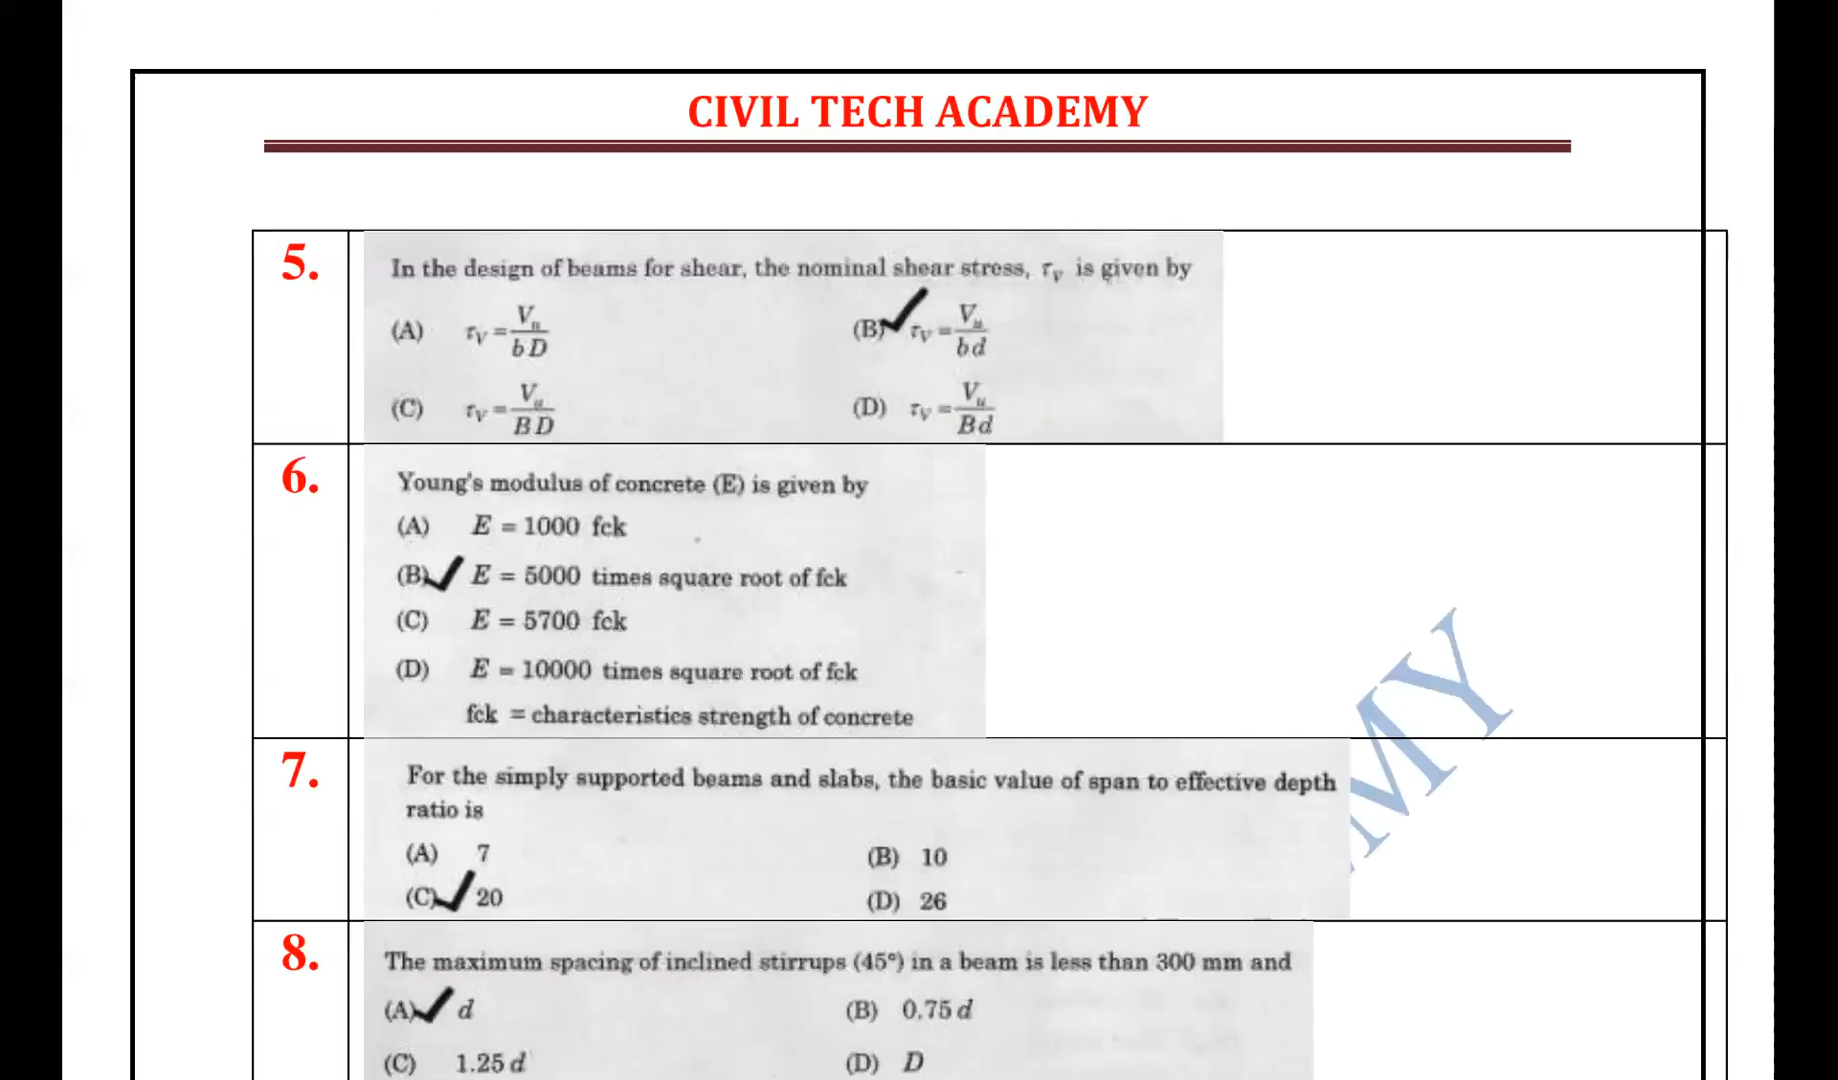 CIVIL TECH ACADEMY
5. In the design of beams for shear, the nominal shear stress, τv is given by
(A) τV = Vu / bD (B) τV = Vu / bd
(C) τV = Vu / BD (D) τV = Vu / Bd
6. Young's modulus of concrete (E) is given by
(A) E = 1000 fck
(B) E = 5000 times square root of fck
(C) E = 5700 fck
(D) E = 10000 times square root of fck
fck = characteristics strength of concrete
7. For the simply supported beams and slabs, the basic value of span to effective depth
ratio is
(A) 7 (B) 10
(C) 20 (D) 26
8. The maximum spacing of inclined stirrups (45°) in a beam is less than 300 mm and
(A) d (B) 0.75 d
(C) 1.25 d (D) D
MY